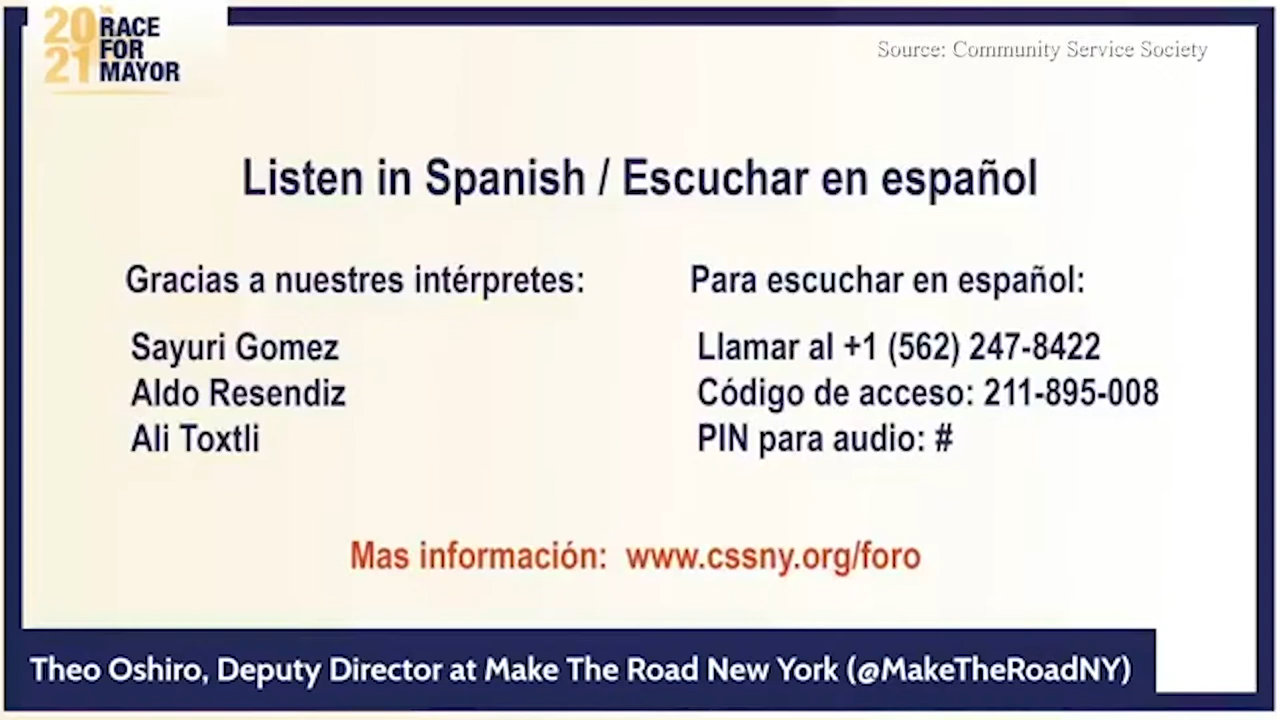 2021 RACE
FOR
MAYOR
Source: Community Service Society
Listen in Spanish / Escuchar en español
Gracias a nuestres intérpretes:
Sayuri Gomez
Aldo Resendiz
Ali Toxtli
Para escuchar en español:
Llamar al +1 (562) 247-8422
Código de acceso: 211-895-008
PIN para audio: #
Mas información: www.cssny.org/foro
Theo Oshiro, Deputy Director at Make The Road New York (@MakeTheRoadNY)